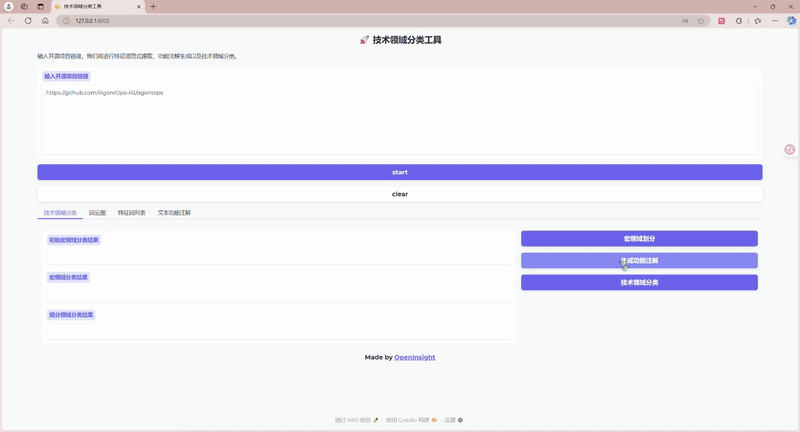 技术领域分类工具
127.0.0.1:8002
🚀 技术领域分类工具
输入开源项目链接，我们将进行特征词范式提取、功能注解生成以及技术领域分类。
输入开源项目链接
https://github.com/AgentOps-AI/agentops
start
clear
技术领域分类 词云图 特征词列表 文本功能注解
初始宏领域分类结果
宏领域划分
生成功能注解
宏领域分类结果
技术领域分类
细分领域分类结果
Made by OpenInsight
通过 API 使用 🚀 · 使用 Gradio 构建 · 设置